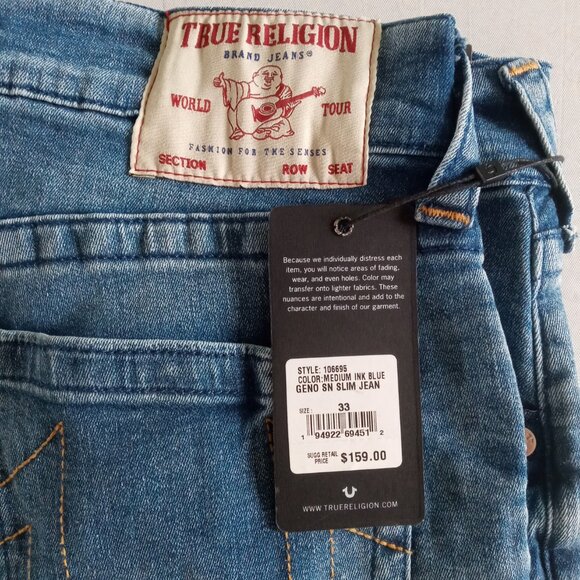 TRUE RELIGION
BRAND JEANS®
WORLD TOUR
FASHION FOR THE SENSES
SECTION ROW SEAT
Because we individually distress each
item, you will notice areas of fading,
wear, and even holes. Color may
transfer onto lighter fabrics. These
nuances are intentional and add to the
character and finish of our garment.
STYLE: 106695
COLOR:MEDIUM INK BLUE
GENO SN SLIM JEAN
SIZE: 33
1 94922 69451 2
SUGG RETAIL
PRICE $159.00
WWW.TRUERELIGION.COM